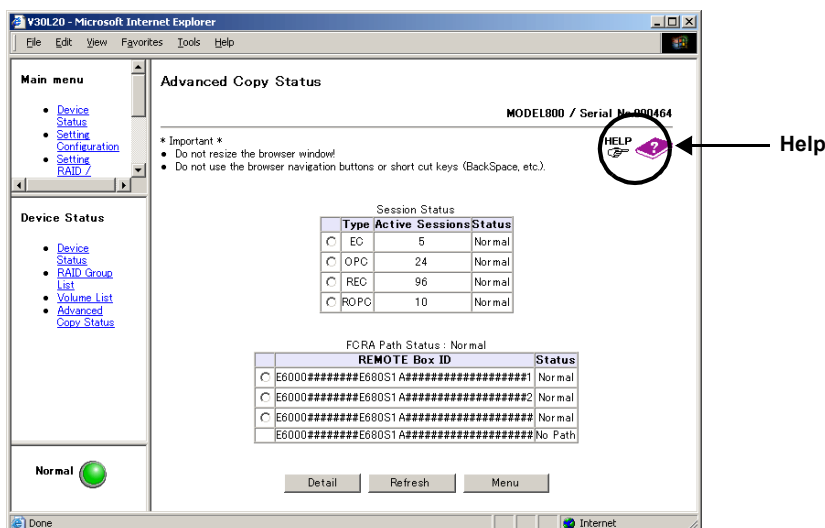 V30L20 - Microsoft Internet Explorer
File Edit View Favorites Tools Help
Main menu
Device Status
Setting Configuration
Setting RAID /
Device Status
Device Status
RAID Group List
Volume List
Advanced Copy Status
Normal
Advanced Copy Status
MODEL800 / Serial No.000464
HELP
?
Help
* Important *
Do not resize the browser window!
Do not use the browser navigation buttons or short cut keys (BackSpace, etc.).
Session Status
Type Active Sessions Status
EC 5 Normal
OPC 24 Normal
REC 96 Normal
ROPC 10 Normal
FCRA Path Status : Normal
REMOTE Box ID Status
E6000########E680S1A###################1 Normal
E6000########E680S1A###################2 Normal
E6000########E680S1A#################### Normal
E6000########E680S1A#################### No Path
Detail Refresh Menu
Done Internet